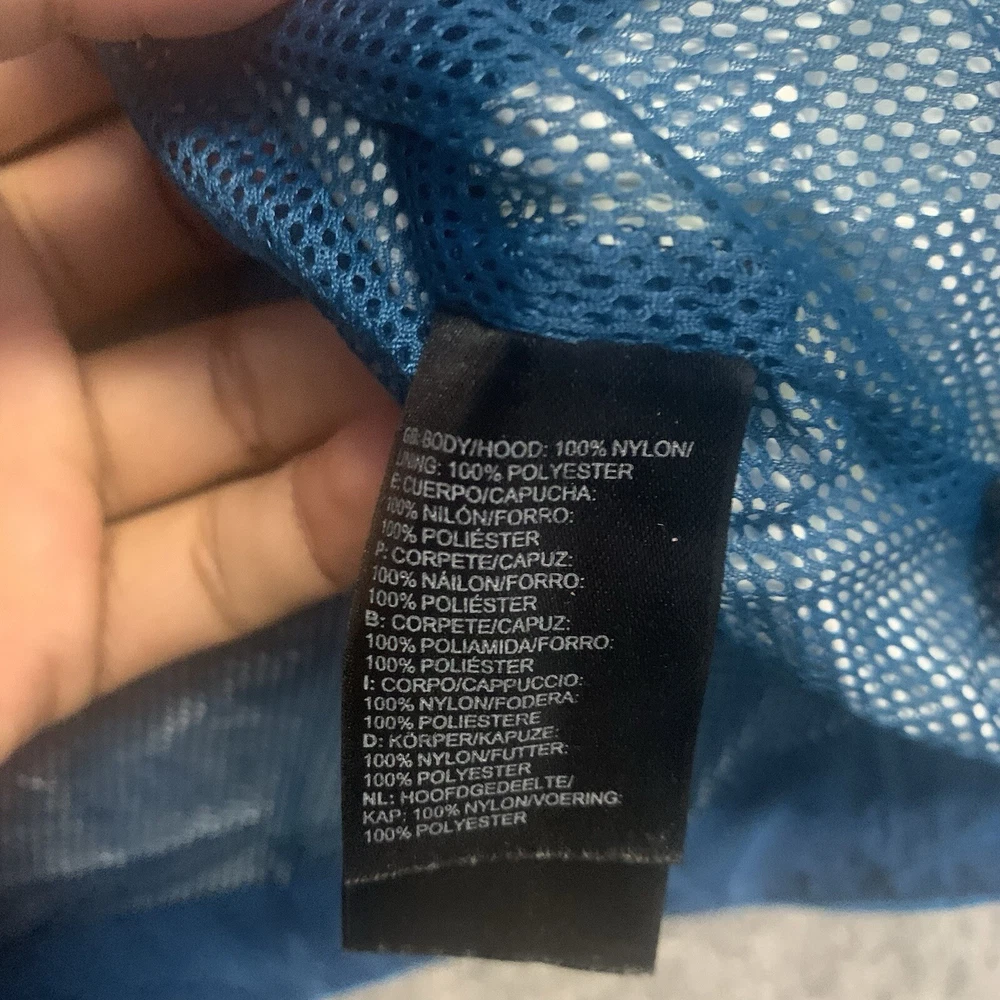 GB: BODY/HOOD: 100% NYLON/
LINING: 100% POLYESTER
E: CUERPO/CAPUCHA:
100% NILÓN/FORRO:
100% POLIÉSTER
P: CORPETE/CAPUZ:
100% NÁILON/FORRO:
100% POLIÉSTER
B: CORPETE/CAPUZ:
100% POLIAMIDA/FORRO:
100% POLIÉSTER
I: CORPO/CAPPUCCIO:
100% NYLON/FODERA:
100% POLIESTERE
D: KÖRPER/KAPUZE:
100% NYLON/FUTTER:
100% POLYESTER
NL: HOOFDGEDEELTE/
KAP: 100% NYLON/VOERING:
100% POLYESTER